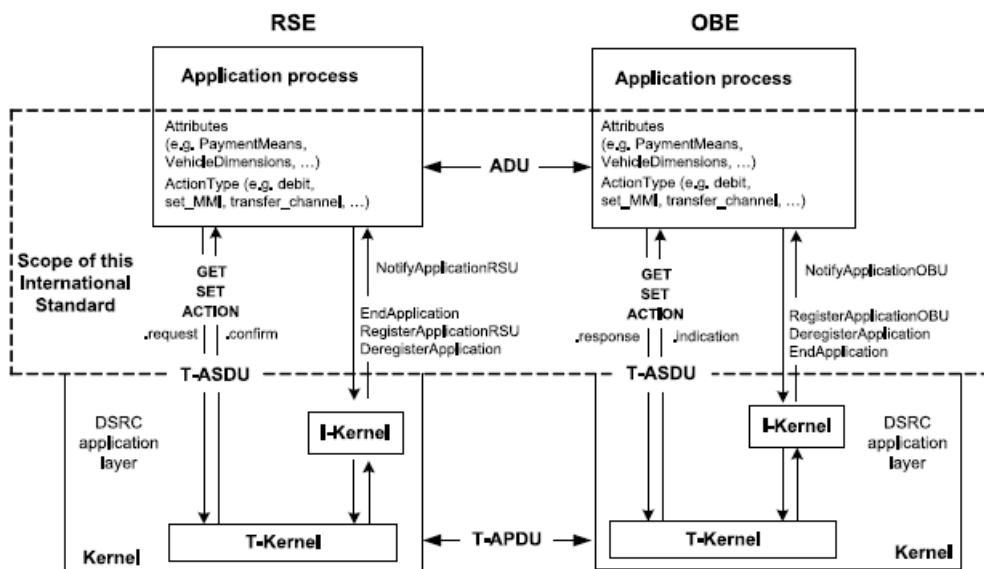 RSE
OBE
Application process
Application process
Attributes
(e.g. PaymentMeans,
VehicleDimensions, ...)
ActionType (e.g. debit,
set_MMI, transfer_channel, ...)
ADU
Attributes
(e.g. PaymentMeans,
VehicleDimensions, ...)
ActionType (e.g. debit,
set_MMI, transfer_channel, ...)
Scope of this
International
Standard
GET
SET
ACTION
.request
.confirm
NotifyApplicationRSU
EndApplication
RegisterApplicationRSU
DeregisterApplication
GET
SET
ACTION
.response
.indication
NotifyApplicationOBU
RegisterApplicationOBU
DeregisterApplication
EndApplication
T-ASDU
T-ASDU
DSRC
application
layer
I-Kernel
I-Kernel
DSRC
application
layer
T-Kernel
T-APDU
T-Kernel
Kernel
Kernel